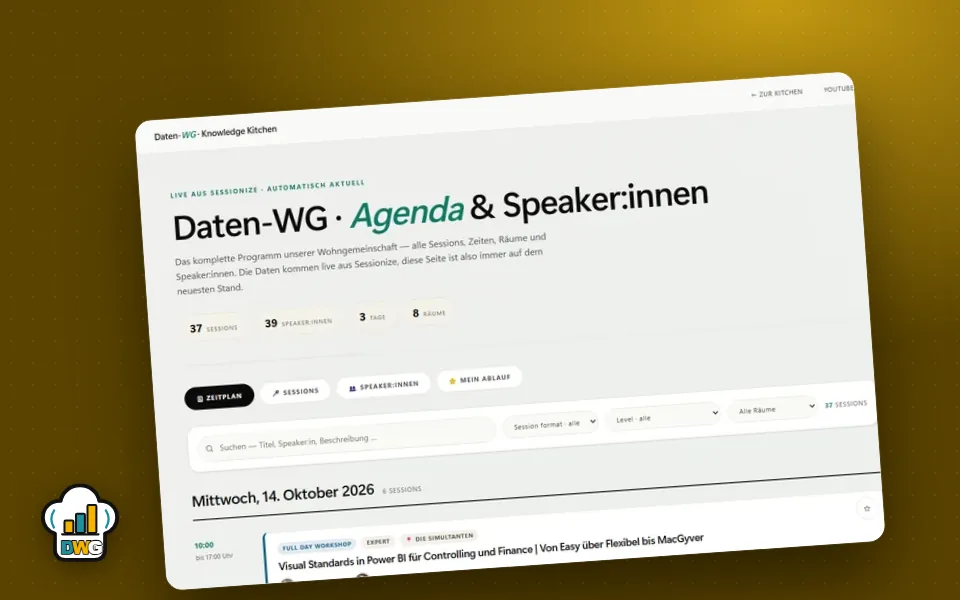 Daten-WG · Knowledge Kitchen
← ZUR KITCHEN
YOUTUBE
LIVE AUS SESSIONIZE · AUTOMATISCH AKTUELL
Daten-WG · Agenda & Speaker:innen
Das komplette Programm unserer Wohngemeinschaft — alle Sessions, Zeiten, Räume und
Speaker:innen. Die Daten kommen live aus Sessionize, diese Seite ist also immer auf dem
neuesten Stand.
37 SESSIONS
39 SPEAKER:INNEN
3 TAGE
8 RÄUME
ZEITPLAN
SESSIONS
SPEAKER:INNEN
MEIN ABLAUF
Suchen — Titel, Speaker:in, Beschreibung ...
Session format · alle
Level · alle
Alle Räume
37 SESSIONS
Mittwoch, 14. Oktober 2026
6 SESSIONS
10:00
bis 17:00 Uhr
FULL DAY WORKSHOP
EXPERT
DIE SIMULTANTEN
Visual Standards in Power BI für Controlling und Finance | Von Easy über Flexibel bis MacGyver
DWG